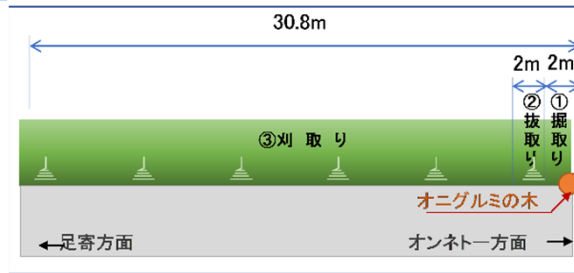 30.8m
2m 2m
①掘取り
②抜取り
③刈 取 り
オニグルミの木
足寄方面
オンネトー方面